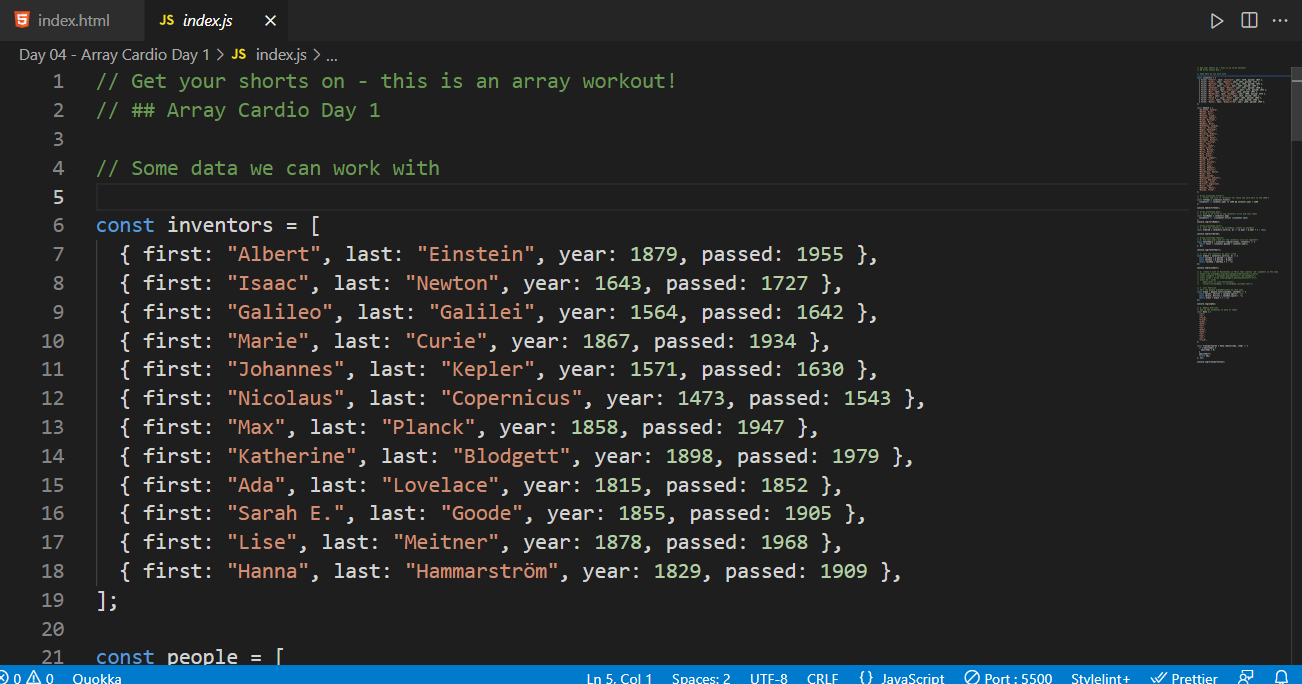 index.html
JS index.js
Day 04 - Array Cardio Day 1 > JS index.js > ...
1 // Get your shorts on - this is an array workout!
2 // ## Array Cardio Day 1
3
4 // Some data we can work with
5
6 const inventors = [
7 { first: "Albert", last: "Einstein", year: 1879, passed: 1955 },
8 { first: "Isaac", last: "Newton", year: 1643, passed: 1727 },
9 { first: "Galileo", last: "Galilei", year: 1564, passed: 1642 },
10 { first: "Marie", last: "Curie", year: 1867, passed: 1934 },
11 { first: "Johannes", last: "Kepler", year: 1571, passed: 1630 },
12 { first: "Nicolaus", last: "Copernicus", year: 1473, passed: 1543 },
13 { first: "Max", last: "Planck", year: 1858, passed: 1947 },
14 { first: "Katherine", last: "Blodgett", year: 1898, passed: 1979 },
15 { first: "Ada", last: "Lovelace", year: 1815, passed: 1852 },
16 { first: "Sarah E.", last: "Goode", year: 1855, passed: 1905 },
17 { first: "Lise", last: "Meitner", year: 1878, passed: 1968 },
18 { first: "Hanna", last: "Hammarström", year: 1829, passed: 1909 },
19 ];
20
21 const people = [
0 0 Quokka Ln 5, Col 1 Spaces: 2 UTF-8 CRLF {} JavaScript Port : 5500 Stylelint+ Prettier